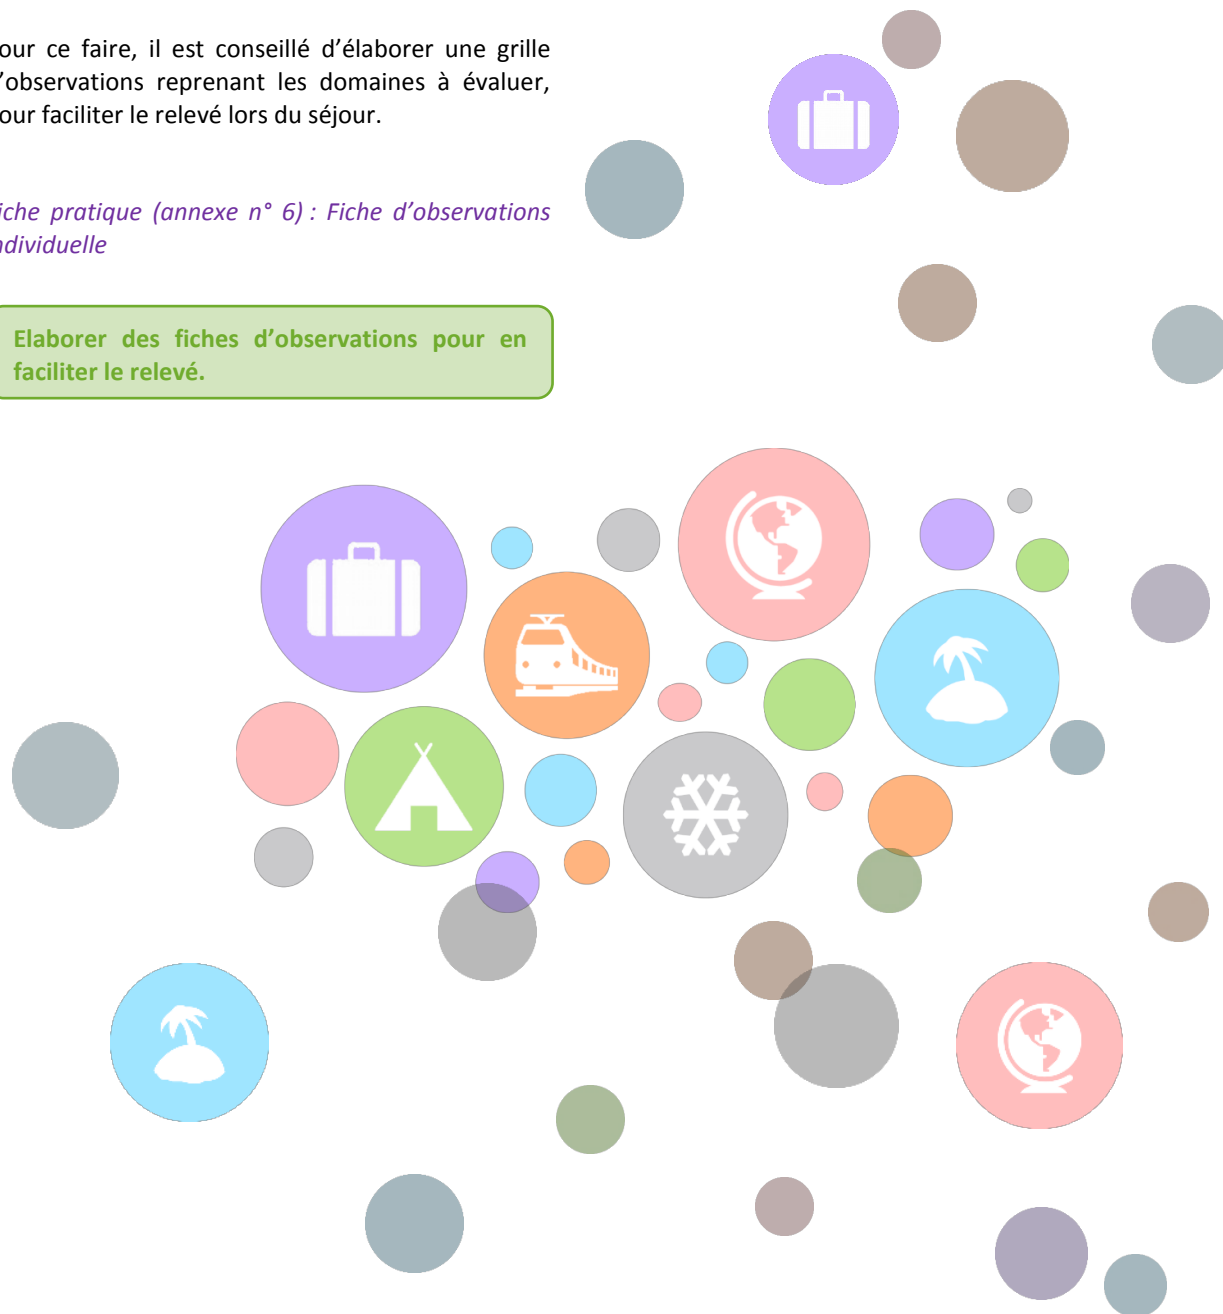 our ce faire, il est conseillé d’élaborer une grille
’observations reprenant les domaines à évaluer,
our faciliter le relevé lors du séjour.
iche pratique (annexe n° 6) : Fiche d’observations
ndividuelle
Elaborer des fiches d’observations pour en
faciliter le relevé.